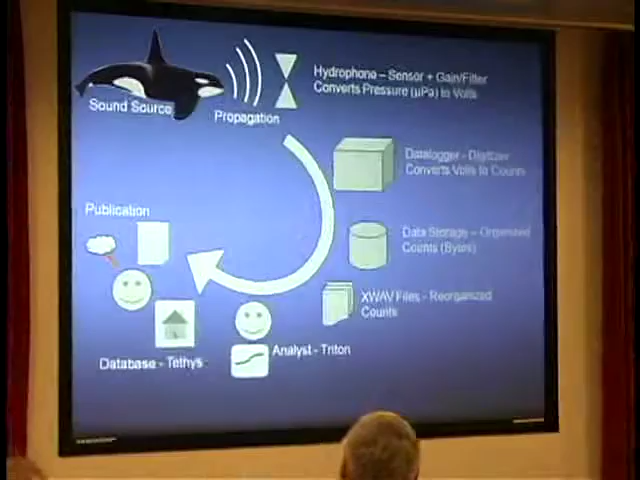 Sound Source
Propagation
Hydrophone – Sensor + Gain/Filter
Converts Pressure (µPa) to Volts
Datalogger - Digitizer
Converts Volts to Counts
Data Storage – Organized
Counts (Bytes)
XWAV Files - Reorganized
Counts
Analyst - Triton
Database - Tethys
Publication